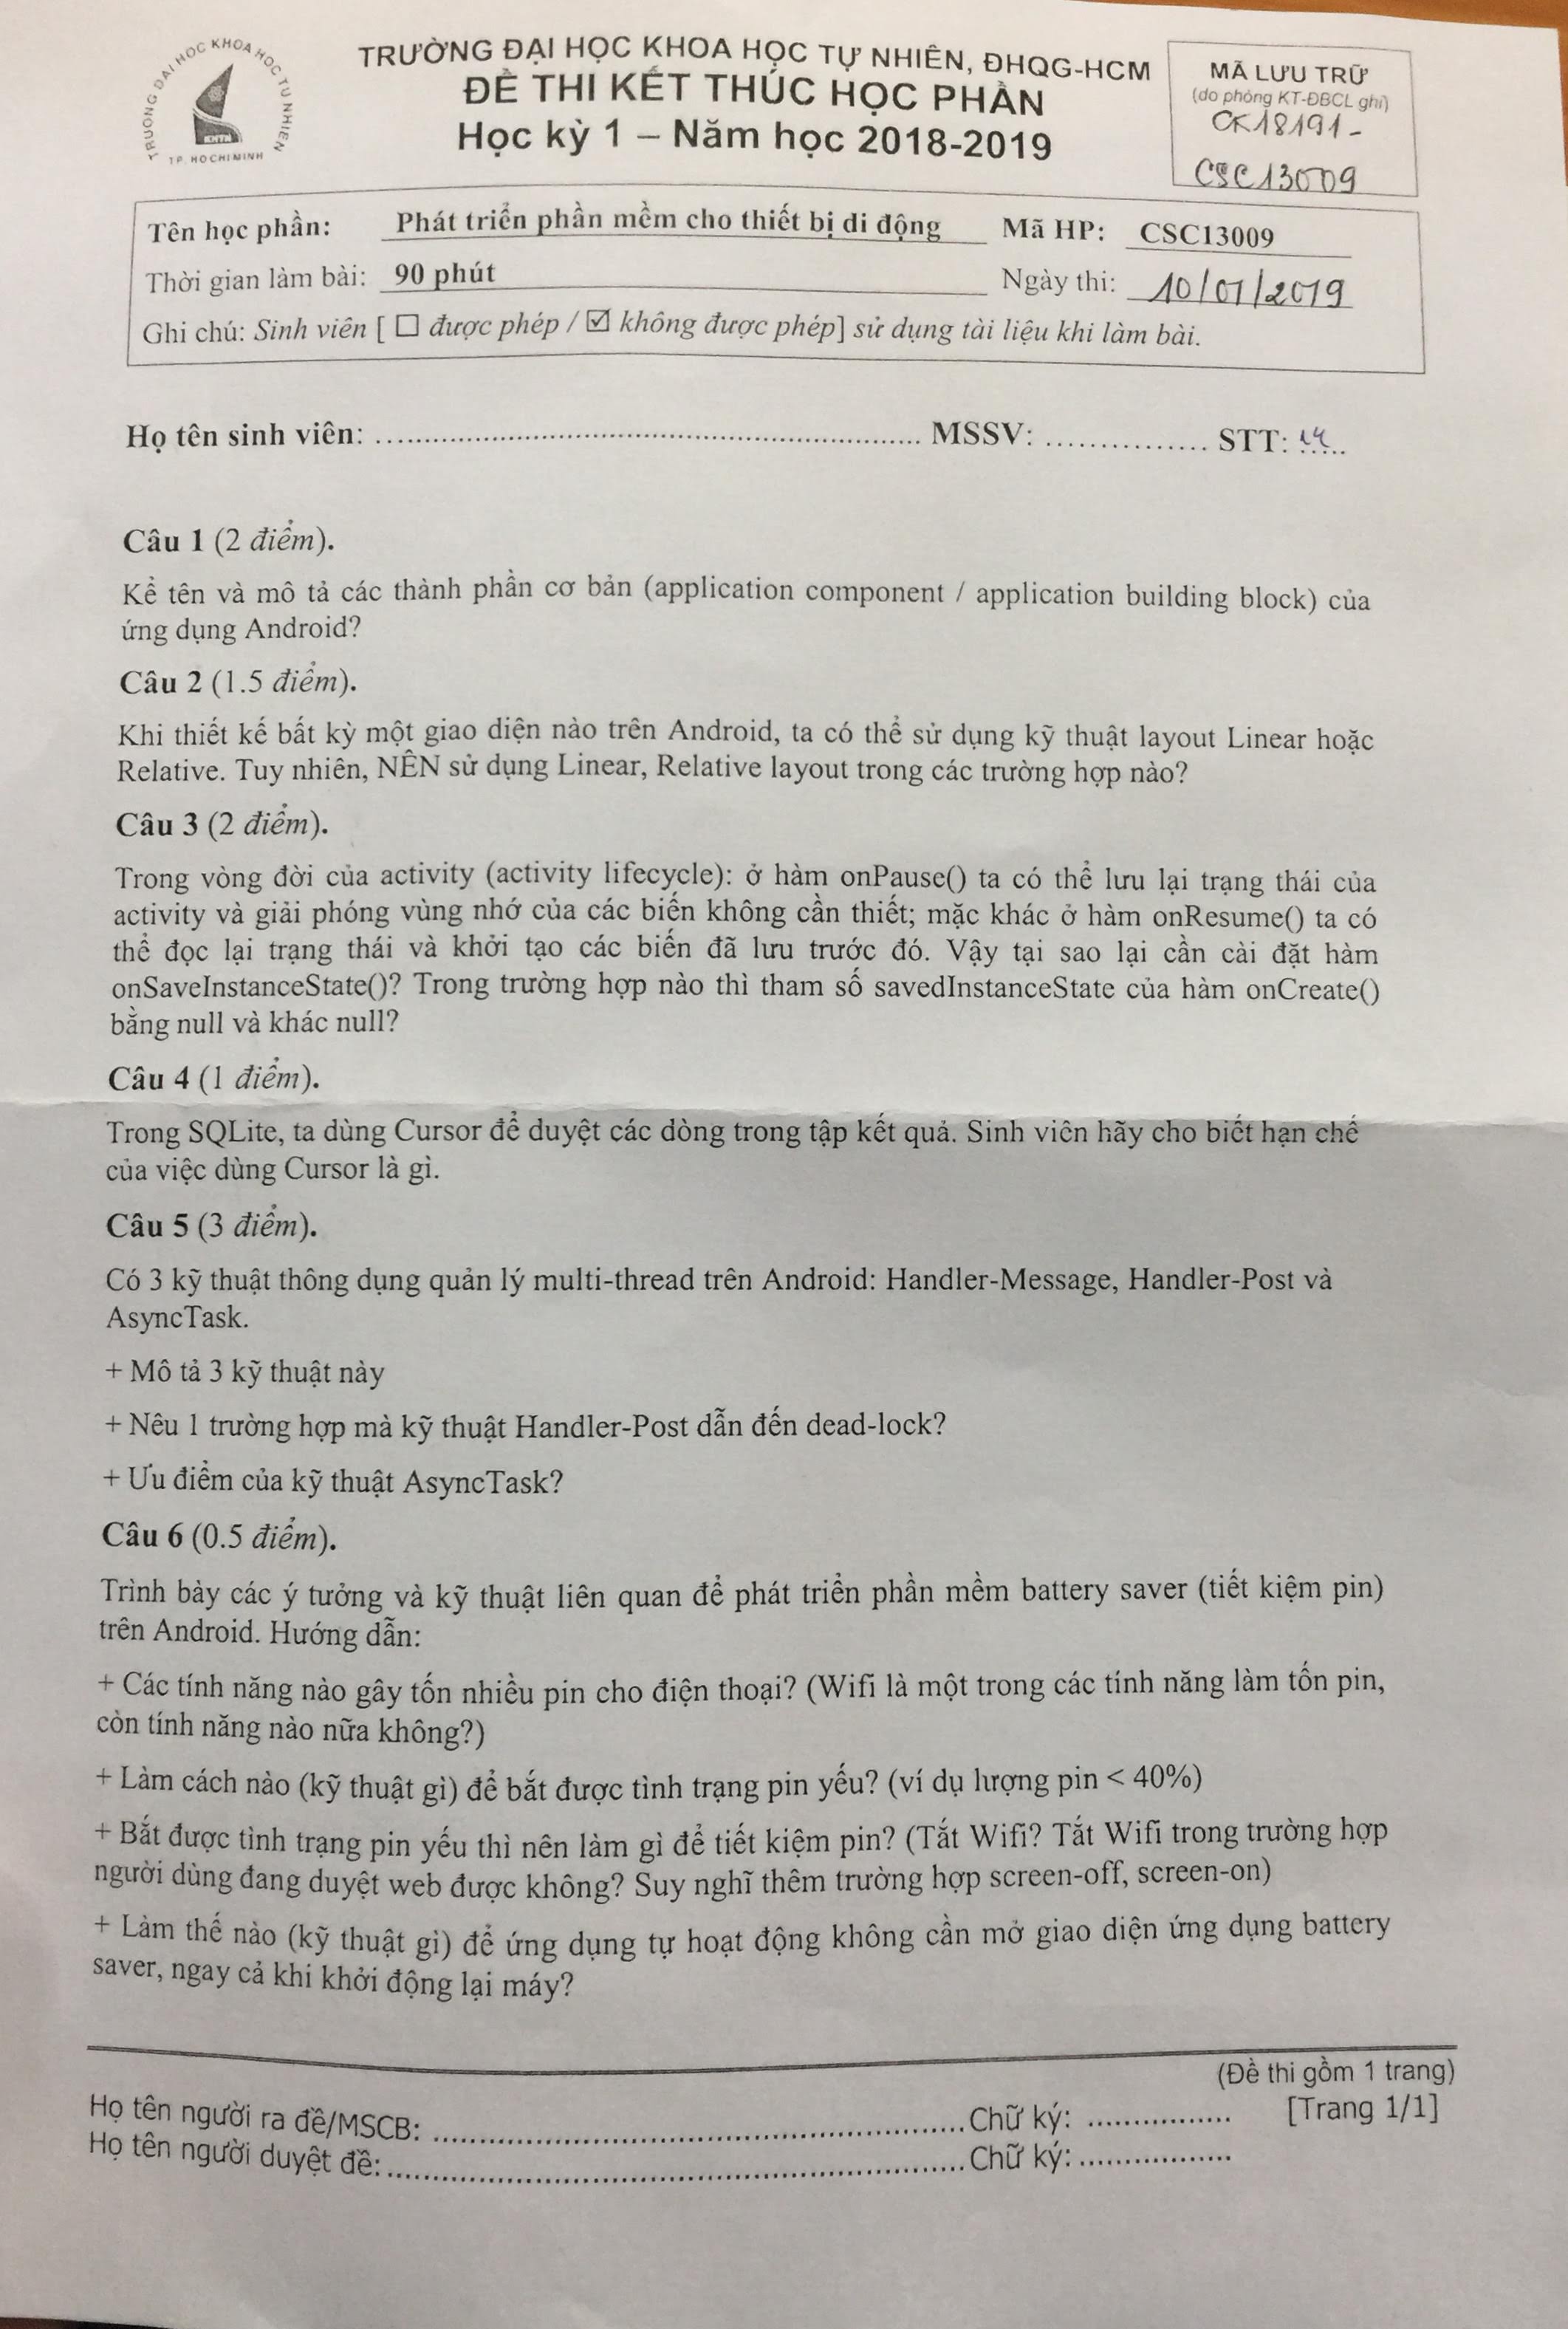 TRƯỜNG ĐẠI HỌC KHOA HỌC TỰ NHIÊN
KHTN
TP. HO CHI MINH
TRƯỜNG ĐẠI HỌC KHOA HỌC TỰ NHIÊN, ĐHQG-HCM
ĐỀ THI KẾT THÚC HỌC PHẦN
Học kỳ 1 – Năm học 2018-2019
MÃ LƯU TRỮ
(do phòng KT-ĐBCL ghi)
CK18191-
CSC13009
Tên học phần: Phát triển phần mềm cho thiết bị di động Mã HP: CSC13009
Thời gian làm bài: 90 phút Ngày thi: 10/01/2019
Ghi chú: Sinh viên [ ☐ được phép / ☑ không được phép] sử dụng tài liệu khi làm bài.
Họ tên sinh viên: ........................................ MSSV: ............... STT: 14
Câu 1 (2 điểm).
Kể tên và mô tả các thành phần cơ bản (application component / application building block) của
ứng dụng Android?
Câu 2 (1.5 điểm).
Khi thiết kế bất kỳ một giao diện nào trên Android, ta có thể sử dụng kỹ thuật layout Linear hoặc
Relative. Tuy nhiên, NÊN sử dụng Linear, Relative layout trong các trường hợp nào?
Câu 3 (2 điểm).
Trong vòng đời của activity (activity lifecycle): ở hàm onPause() ta có thể lưu lại trạng thái của
activity và giải phóng vùng nhớ của các biến không cần thiết; mặc khác ở hàm onResume() ta có
thể đọc lại trạng thái và khởi tạo các biến đã lưu trước đó. Vậy tại sao lại cần cài đặt hàm
onSaveInstanceState()? Trong trường hợp nào thì tham số savedInstanceState của hàm onCreate()
bằng null và khác null?
Câu 4 (1 điểm).
Trong SQLite, ta dùng Cursor để duyệt các dòng trong tập kết quả. Sinh viên hãy cho biết hạn chế
của việc dùng Cursor là gì.
Câu 5 (3 điểm).
Có 3 kỹ thuật thông dụng quản lý multi-thread trên Android: Handler-Message, Handler-Post và
AsyncTask.
+ Mô tả 3 kỹ thuật này
+ Nêu 1 trường hợp mà kỹ thuật Handler-Post dẫn đến dead-lock?
+ Ưu điểm của kỹ thuật AsyncTask?
Câu 6 (0.5 điểm).
Trình bày các ý tưởng và kỹ thuật liên quan để phát triển phần mềm battery saver (tiết kiệm pin)
trên Android. Hướng dẫn:
+ Các tính năng nào gây tốn nhiều pin cho điện thoại? (Wifi là một trong các tính năng làm tốn pin,
còn tính năng nào nữa không?)
+ Làm cách nào (kỹ thuật gì) để bắt được tình trạng pin yếu? (ví dụ lượng pin < 40%)
+ Bắt được tình trạng pin yếu thì nên làm gì để tiết kiệm pin? (Tắt Wifi? Tắt Wifi trong trường hợp
người dùng đang duyệt web được không? Suy nghĩ thêm trường hợp screen-off, screen-on)
+ Làm thế nào (kỹ thuật gì) để ứng dụng tự hoạt động không cần mở giao diện ứng dụng battery
saver, ngay cả khi khởi động lại máy?
(Đề thi gồm 1 trang)
Họ tên người ra đề/MSCB: ........................................ Chữ ký: ............... [Trang 1/1]
Họ tên người duyệt đề: ........................................ Chữ ký: ...............